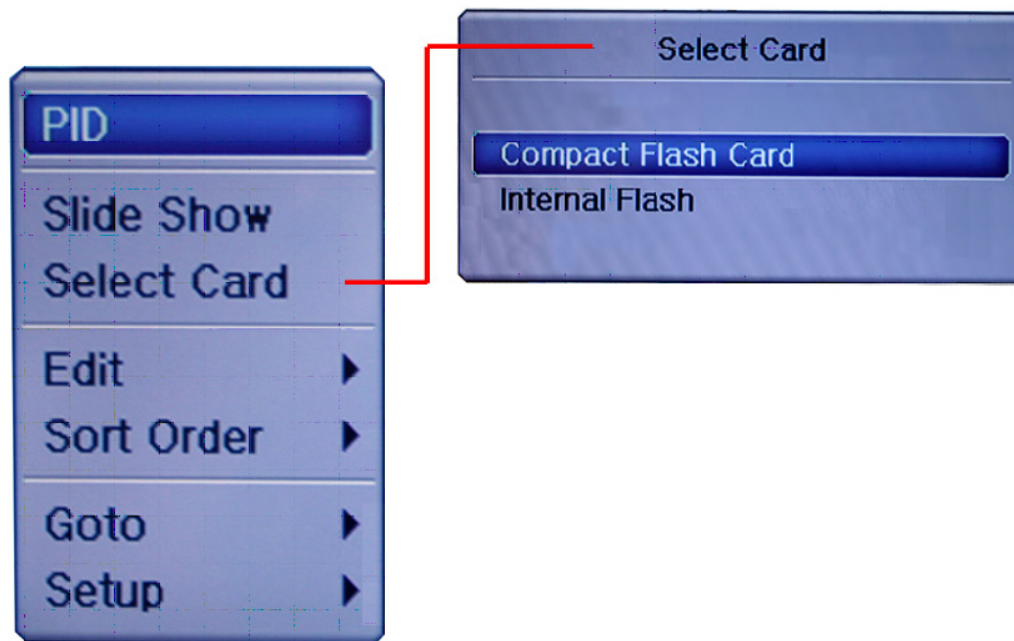 PID
Slide Show
Select Card
Edit
Sort Order
Goto
Setup
Select Card
Compact Flash Card
Internal Flash